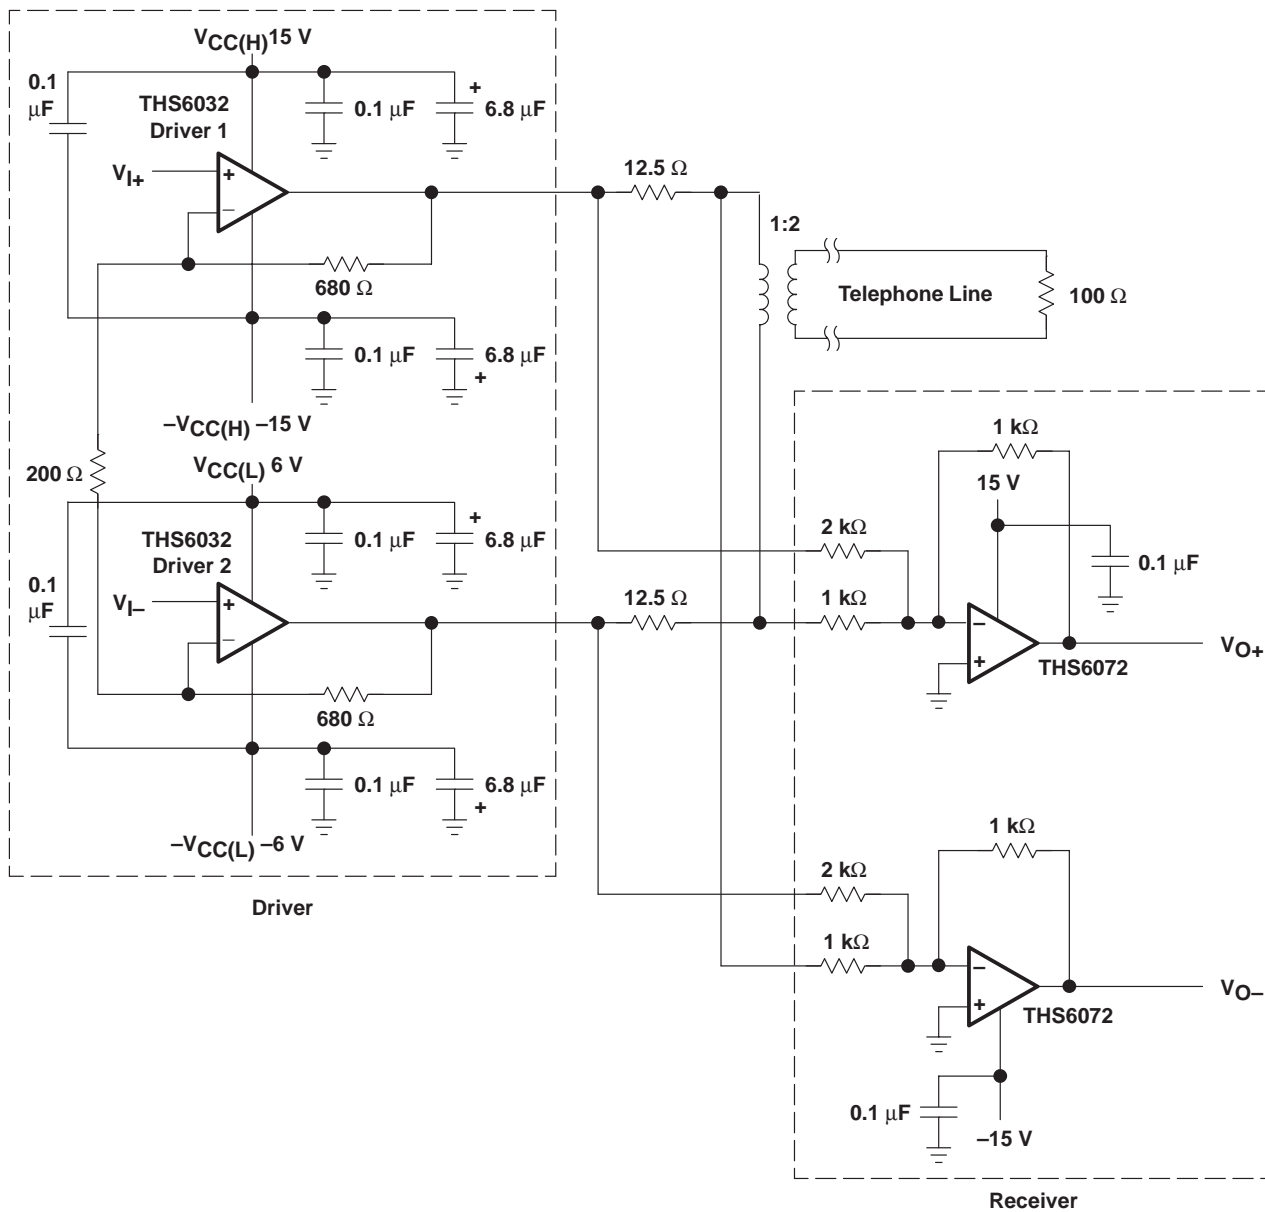 VCC(H) 15 V
0.1
μF
THS6032
Driver 1
0.1 μF
+
6.8 μF
VI+
+
–
680 Ω
12.5 Ω
1:2
Telephone Line
100 Ω
0.1 μF
6.8 μF
+
–VCC(H) –15 V
200 Ω
VCC(L) 6 V
THS6032
Driver 2
0.1 μF
+
6.8 μF
0.1
μF
VI–
+
–
680 Ω
12.5 Ω
0.1 μF
6.8 μF
+
–VCC(L) –6 V
Driver
1 kΩ
15 V
2 kΩ
0.1 μF
1 kΩ
–
+
THS6072
VO+
1 kΩ
2 kΩ
1 kΩ
–
+
THS6072
VO–
0.1 μF
–15 V
Receiver